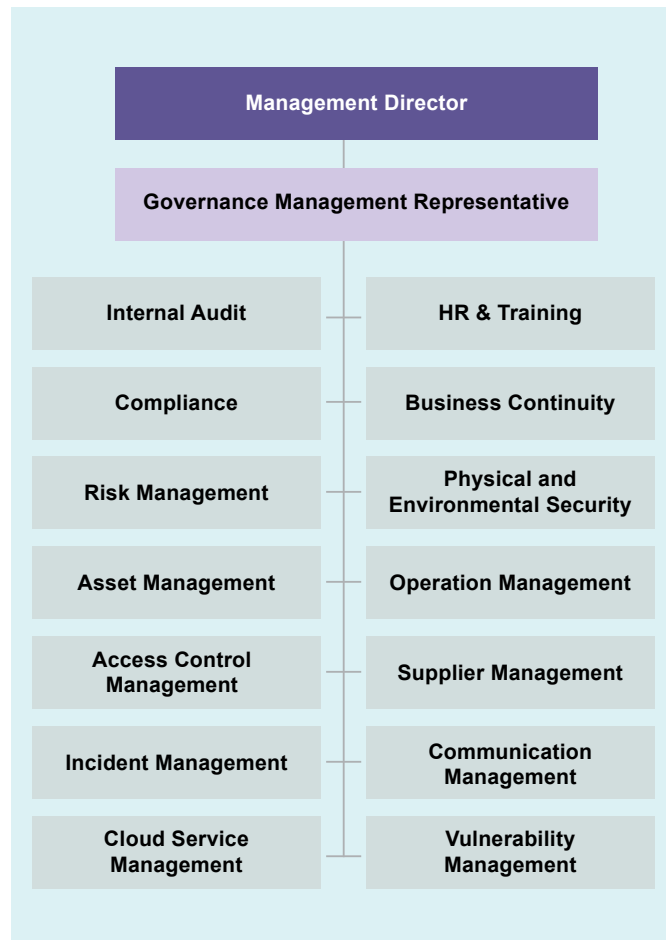 Management Director
Governance Management Representative
Internal Audit
HR & Training
Compliance
Business Continuity
Risk Management
Physical and
Environmental Security
Asset Management
Operation Management
Access Control
Management
Supplier Management
Incident Management
Communication
Management
Cloud Service
Management
Vulnerability
Management